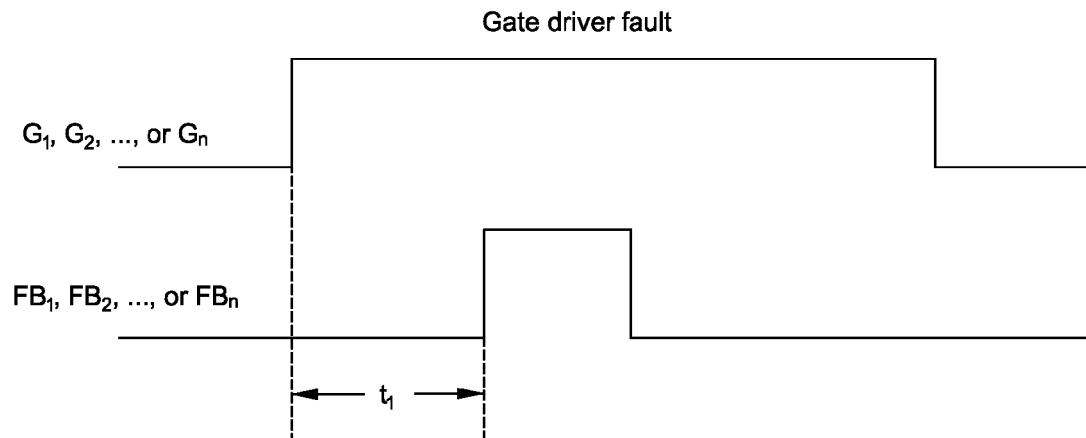 Gate driver fault
G₁, G₂, ..., or Gₙ
FB₁, FB₂, ..., or FBₙ
t₁